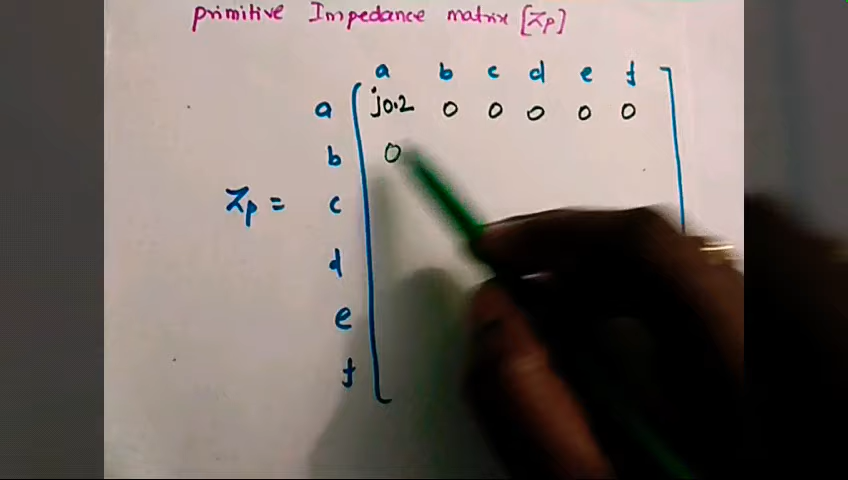 primitive Impedance matrix [Zp]
a b c d e f
a j0.2 0 0 0 0 0
b 0
Zp = c
d
e
f